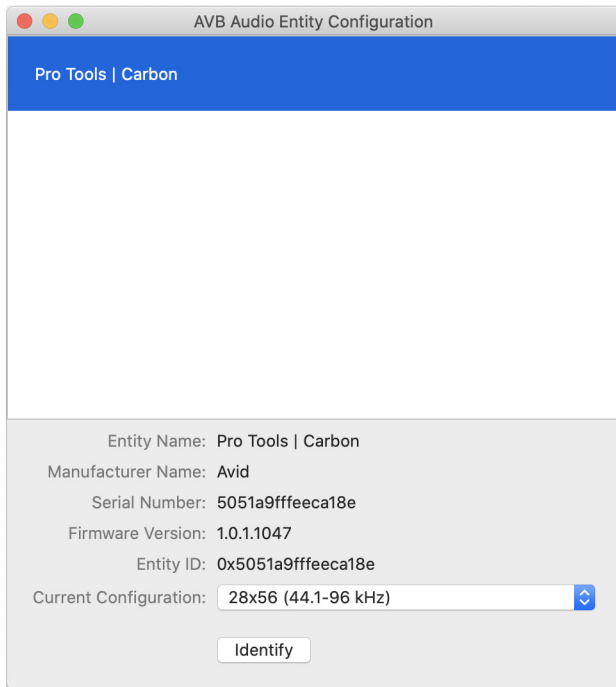 AVB Audio Entity Configuration
Pro Tools | Carbon
Entity Name: Pro Tools | Carbon
Manufacturer Name: Avid
Serial Number: 5051a9fffeeca18e
Firmware Version: 1.0.1.1047
Entity ID: 0x5051a9fffeeca18e
Current Configuration: 28x56 (44.1-96 kHz)
Identify